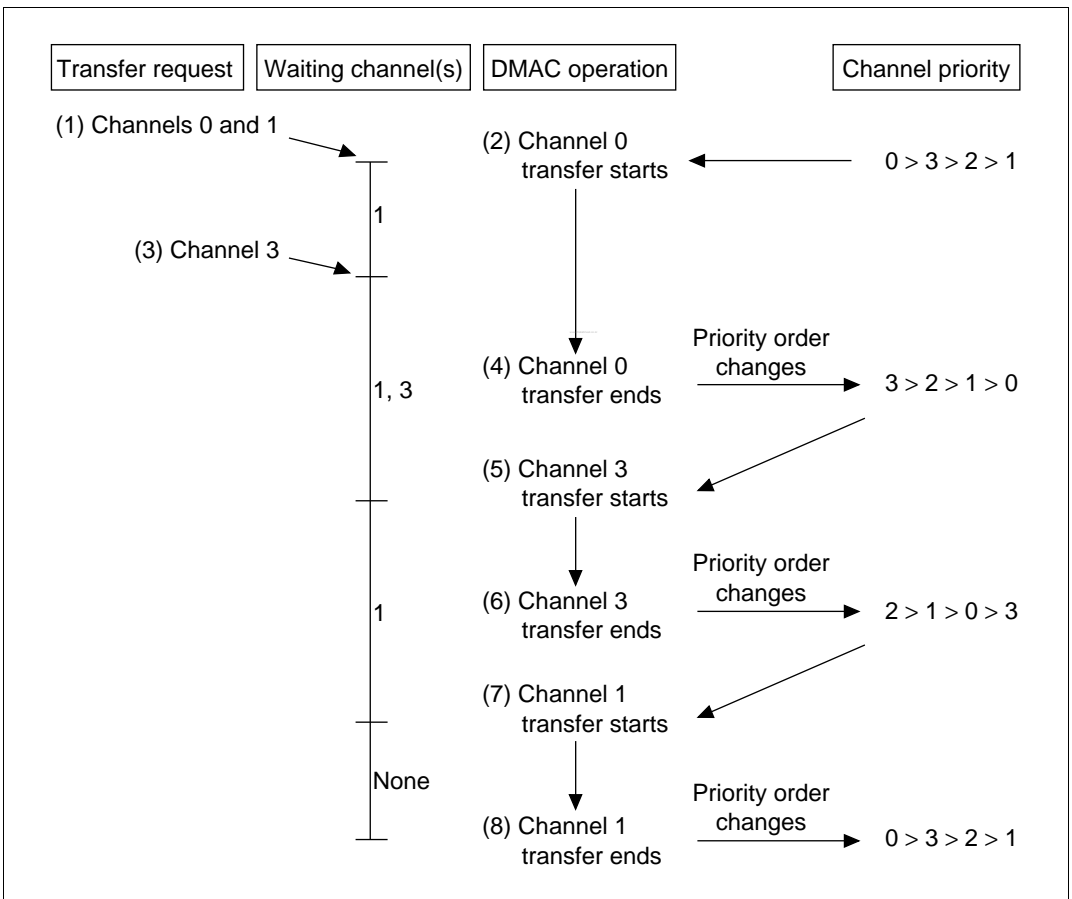 Transfer request
Waiting channel(s)
DMAC operation
Channel priority
(1) Channels 0 and 1
(2) Channel 0
transfer starts
0 > 3 > 2 > 1
1
(3) Channel 3
Priority order
changes
(4) Channel 0
transfer ends
3 > 2 > 1 > 0
1, 3
(5) Channel 3
transfer starts
Priority order
changes
(6) Channel 3
transfer ends
2 > 1 > 0 > 3
1
(7) Channel 1
transfer starts
None
Priority order
changes
(8) Channel 1
transfer ends
0 > 3 > 2 > 1